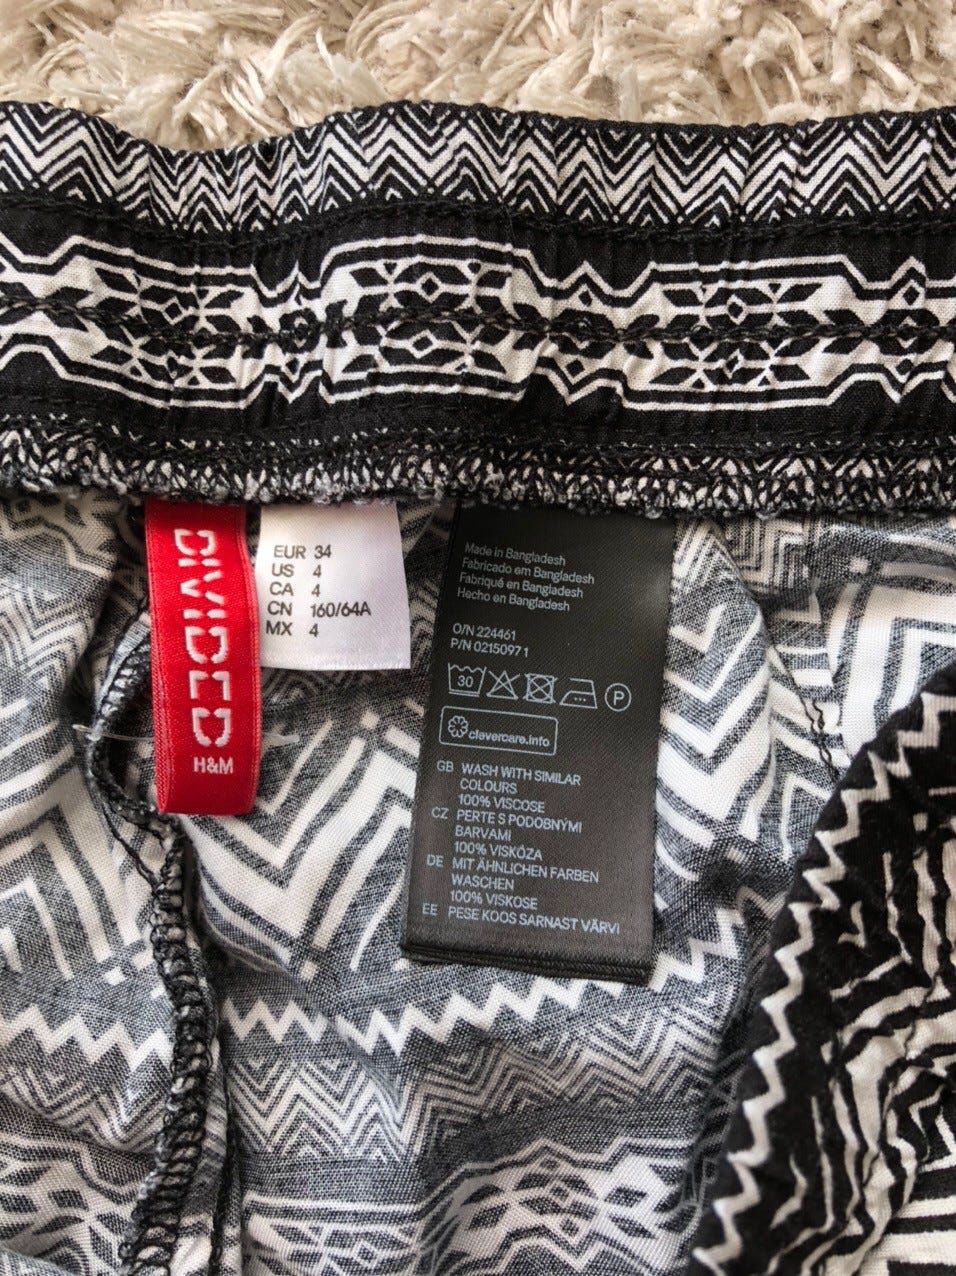 DIVIDED
H&M
EUR 34
US 4
CA 4
CN 160/64A
MX 4
Made in Bangladesh
Fabricado em Bangladesh
Fabriqué en Bangladesh
Hecho en Bangladesh
O/N 224461
P/N 02150971
30
P
clevercare.info
GB WASH WITH SIMILAR
COLOURS
100% VISCOSE
CZ PERTE S PODOBNÝMI
BARVAMI
100% VISKÓZA
DE MIT ÄHNLICHEN FARBEN
WASCHEN
100% VISKOSE
EE PESE KOOS SARNAST VÄRVI